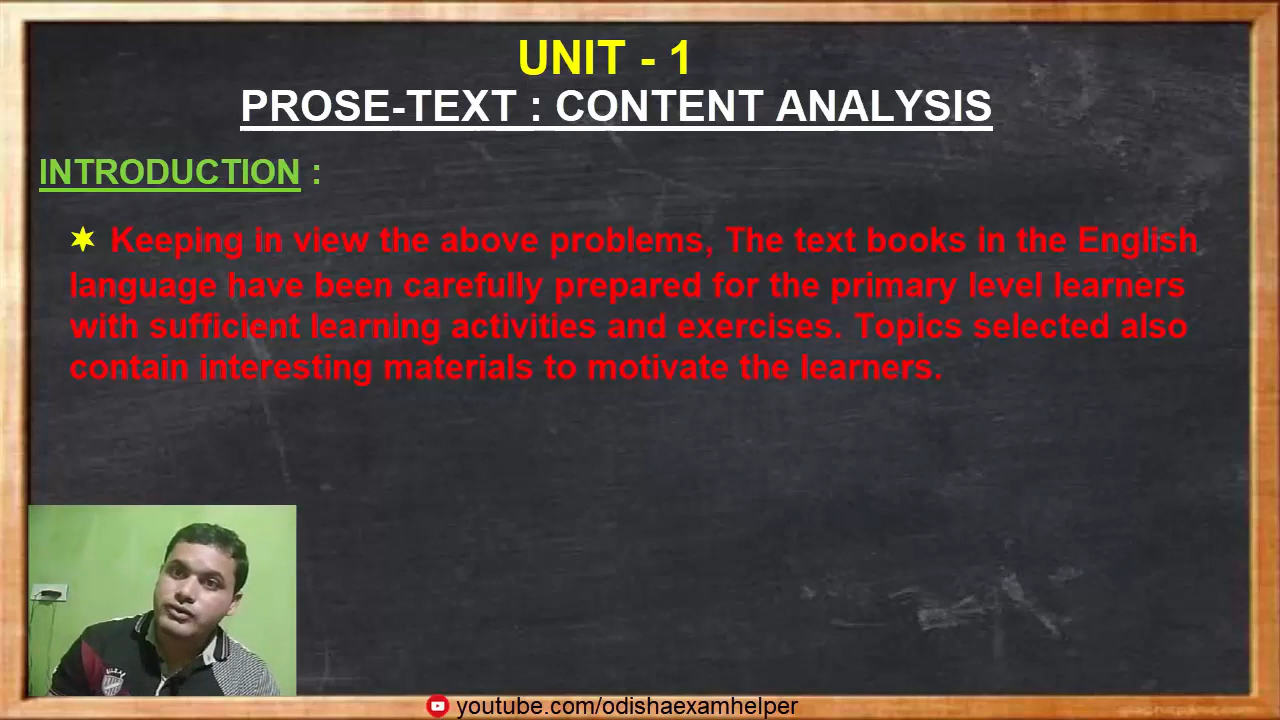 UNIT - 1
PROSE-TEXT : CONTENT ANALYSIS
INTRODUCTION :
✶ Keeping in view the above problems, The text books in the English
language have been carefully prepared for the primary level learners
with sufficient learning activities and exercises. Topics selected also
contain interesting materials to motivate the learners.
youtube.com/odishaexamhelper